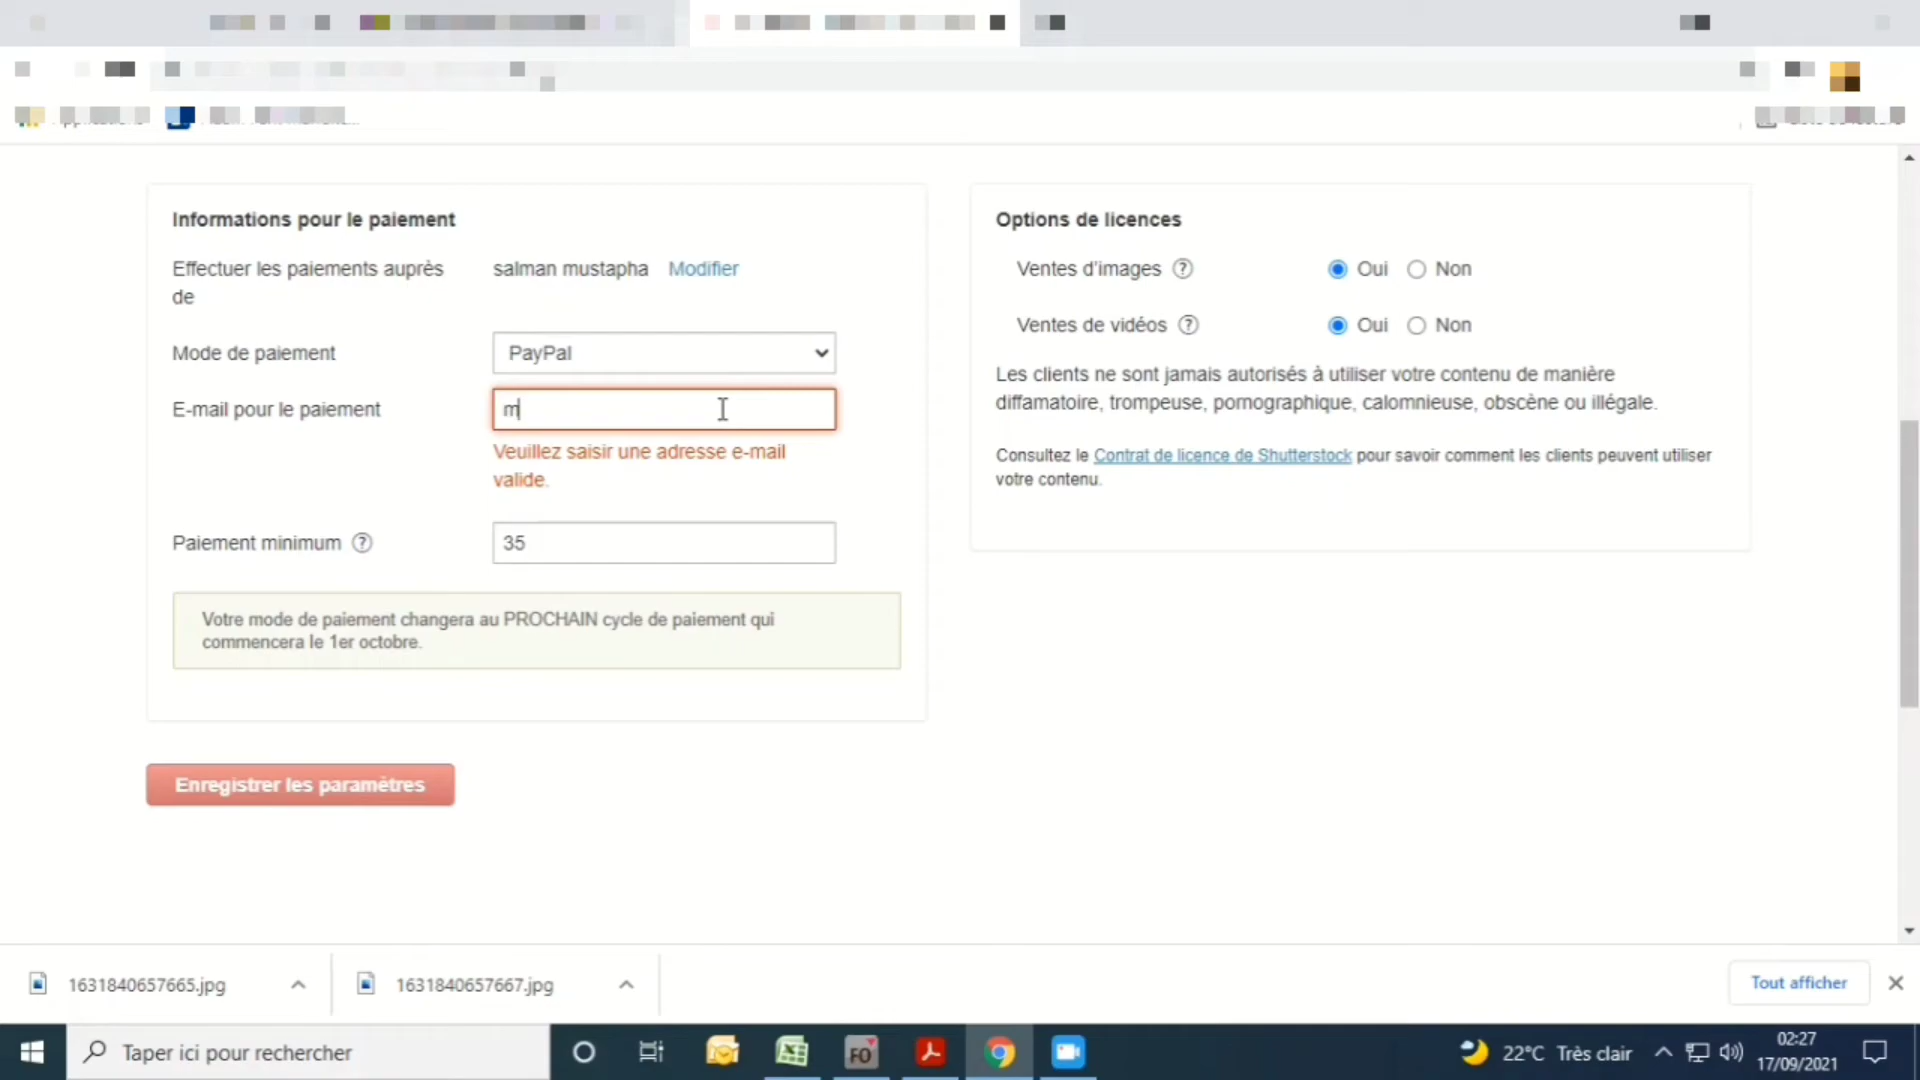 Informations pour le paiement
Effectuer les paiements auprès
de
salman mustapha Modifier
Mode de paiement
PayPal
E-mail pour le paiement
m
Veuillez saisir une adresse e-mail
valide.
Paiement minimum ?
35
Votre mode de paiement changera au PROCHAIN cycle de paiement qui
commencera le 1er octobre.
Enregistrer les paramètres
Options de licences
Ventes d'images ? Oui Non
Ventes de vidéos ? Oui Non
Les clients ne sont jamais autorisés à utiliser votre contenu de manière
diffamatoire, trompeuse, pornographique, calomnieuse, obscène ou illégale.
Consultez le Contrat de licence de Shutterstock pour savoir comment les clients peuvent utiliser
votre contenu.
1631840657665.jpg
1631840657667.jpg
Tout afficher
Taper ici pour rechercher
FO
22°C Très clair
02:27
17/09/2021